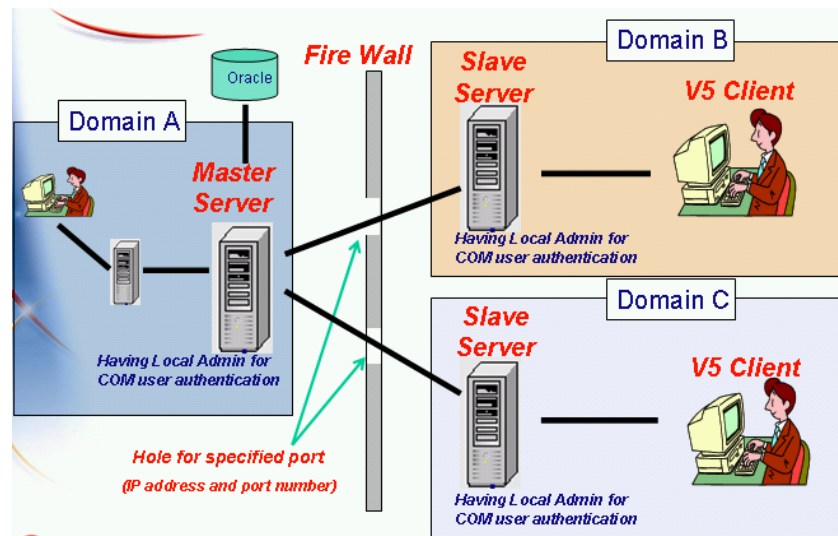 Oracle
Fire Wall
Domain A
Master
Server
Having Local Admin for
COM user authentication
Hole for specified port
(IP address and port number)
Domain B
Slave
Server
V5 Client
Having Local Admin for
COM user authentication
Domain C
Slave
Server
V5 Client
Having Local Admin for
COM user authentication